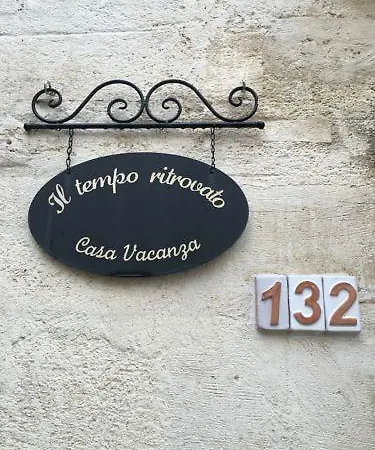 Il tempo ritrovato
Casa Vacanza
132